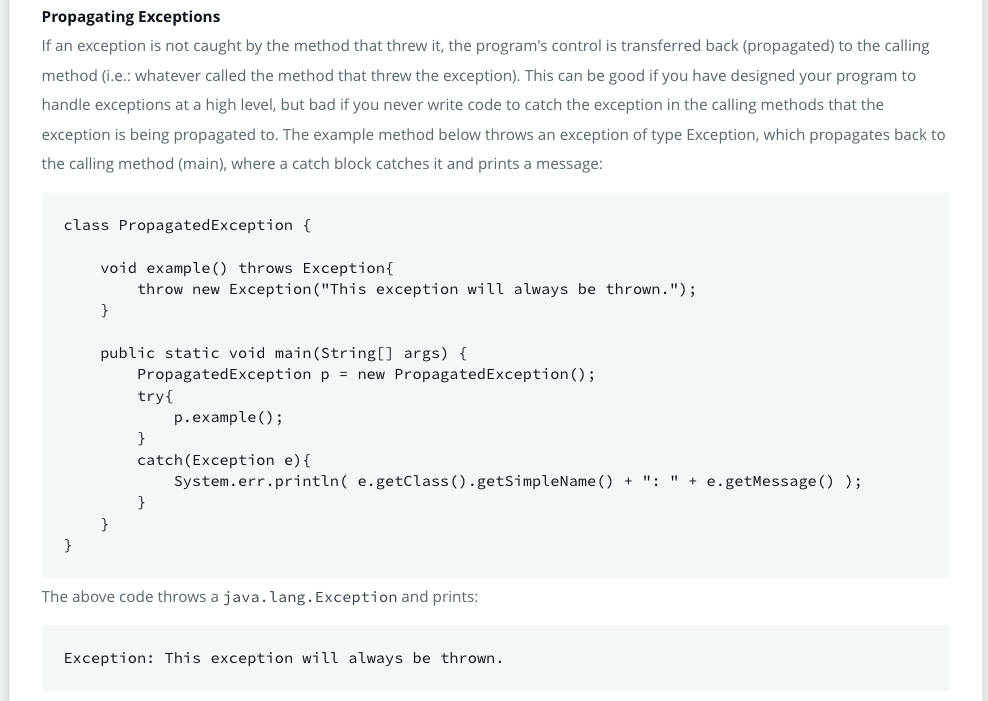 Propagating Exceptions
If an exception is not caught by the method that threw it, the program's control is transferred back (propagated) to the calling
method (i.e.: whatever called the method that threw the exception). This can be good if you have designed your program to
handle exceptions at a high level, but bad if you never write code to catch the exception in the calling methods that the
exception is being propagated to. The example method below throws an exception of type Exception, which propagates back to
the calling method (main), where a catch block catches it and prints a message:
class PropagatedException {
    void example() throws Exception{
        throw new Exception("This exception will always be thrown.");
    }
    public static void main(String[] args) {
        PropagatedException p = new PropagatedException();
        try{
            p.example();
        }
        catch(Exception e){
            System.err.println( e.getClass().getSimpleName() + ": " + e.getMessage() );
        }
    }
}
The above code throws a java.lang.Exception and prints:
Exception: This exception will always be thrown.